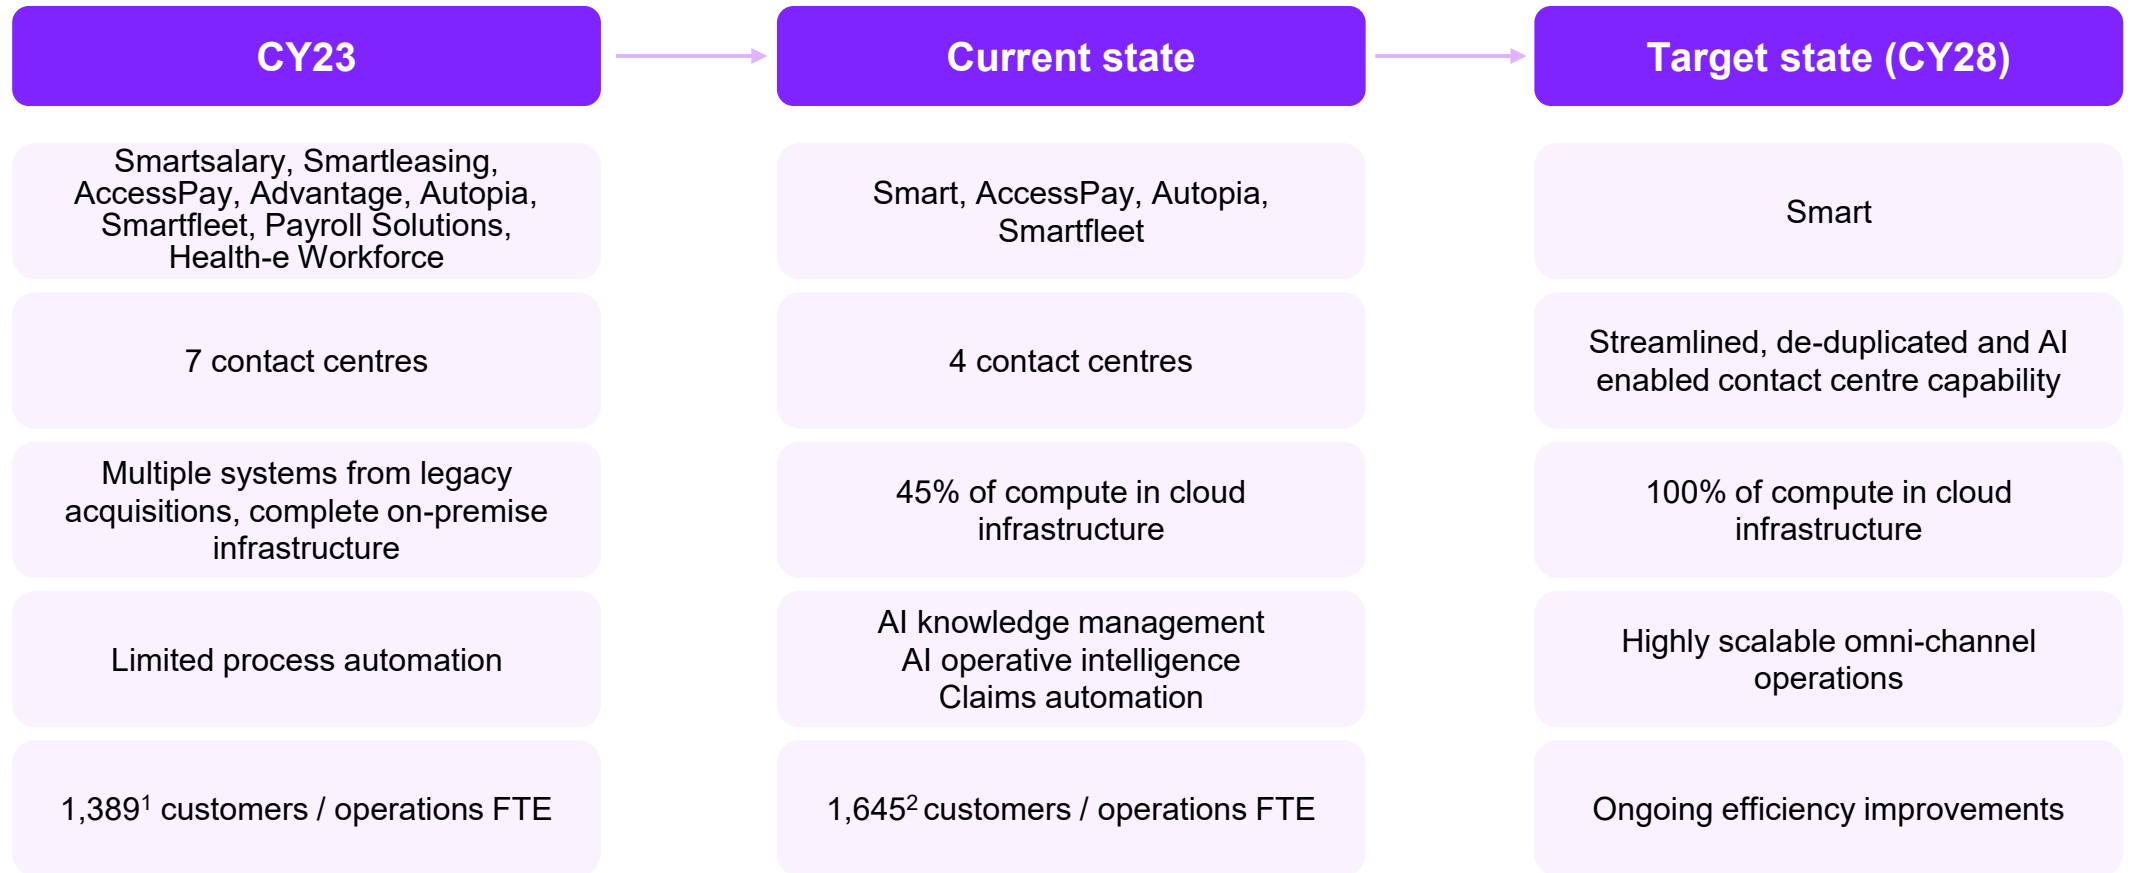 CY23
Current state
Target state (CY28)
Smartsalary, Smartleasing,
AccessPay, Advantage, Autopia,
Smartfleet, Payroll Solutions,
Health-e Workforce
Smart, AccessPay, Autopia,
Smartfleet
Smart
7 contact centres
4 contact centres
Streamlined, de-duplicated and AI
enabled contact centre capability
Multiple systems from legacy
acquisitions, complete on-premise
infrastructure
45% of compute in cloud
infrastructure
100% of compute in cloud
infrastructure
Limited process automation
AI knowledge management
AI operative intelligence
Claims automation
Highly scalable omni-channel
operations
1,389¹ customers / operations FTE
1,645² customers / operations FTE
Ongoing efficiency improvements